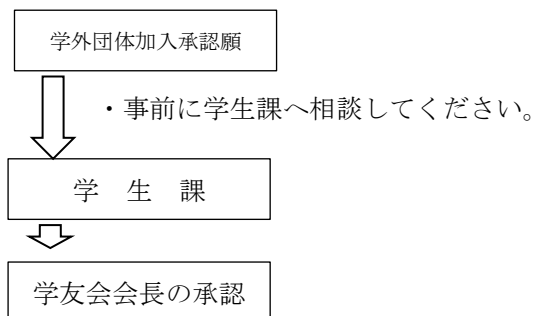 学外団体加入承認願
・事前に学生課へ相談してください。
学　生　課
学友会会長の承認